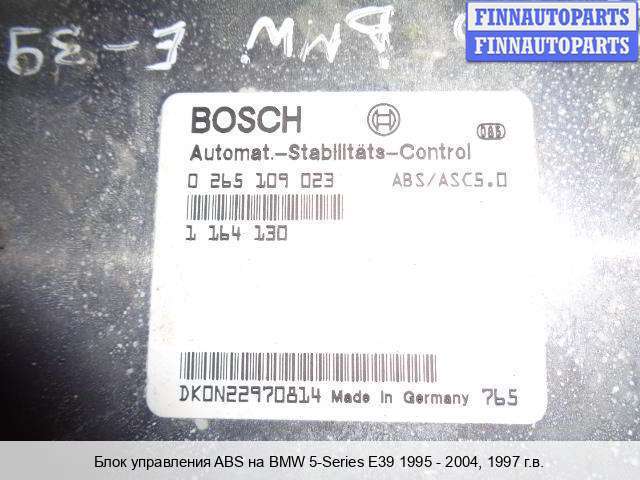 FINNAUTOPARTS
FINNAUTOPARTS
BMW E-39
BOSCH
Automat.-Stabilitäts-Control
0 265 109 023 ABS/ASC5.0
1 164 130
DKON22970814 Made in Germany 765
Блок управления ABS на BMW 5-Series E39 1995 - 2004, 1997 г.в.